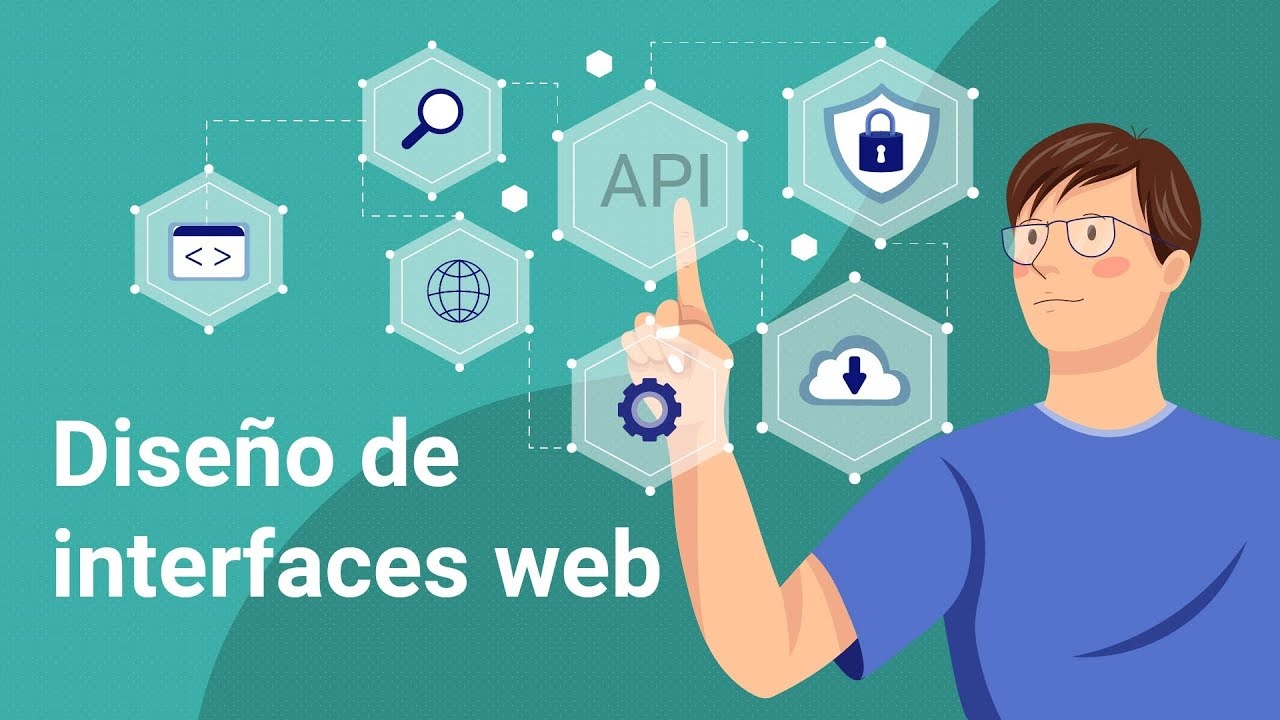 API
< >
Diseño de
interfaces web